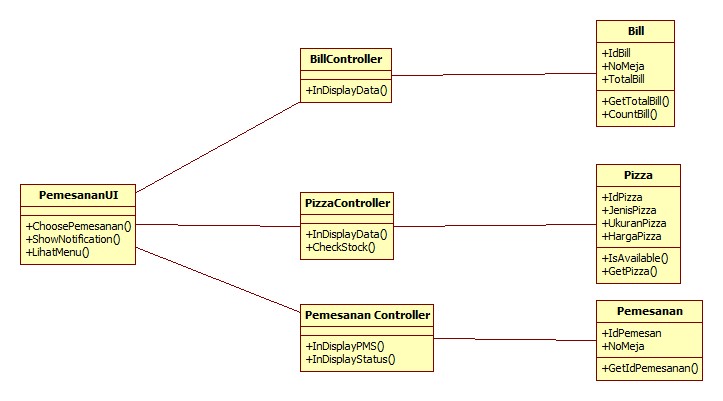 PemesananUI
+ChoosePemesanan()
+ShowNotification()
+LihatMenu()
BillController
+InDisplayData()
Bill
+IdBill
+NoMeja
+TotalBill
+GetTotalBill()
+CountBill()
PizzaController
+InDisplayData()
+CheckStock()
Pizza
+IdPizza
+JenisPizza
+UkuranPizza
+HargaPizza
+IsAvailable()
+GetPizza()
Pemesanan Controller
+InDisplayPMS()
+InDisplayStatus()
Pemesanan
+IdPemesan
+NoMeja
+GetIdPemesanan()